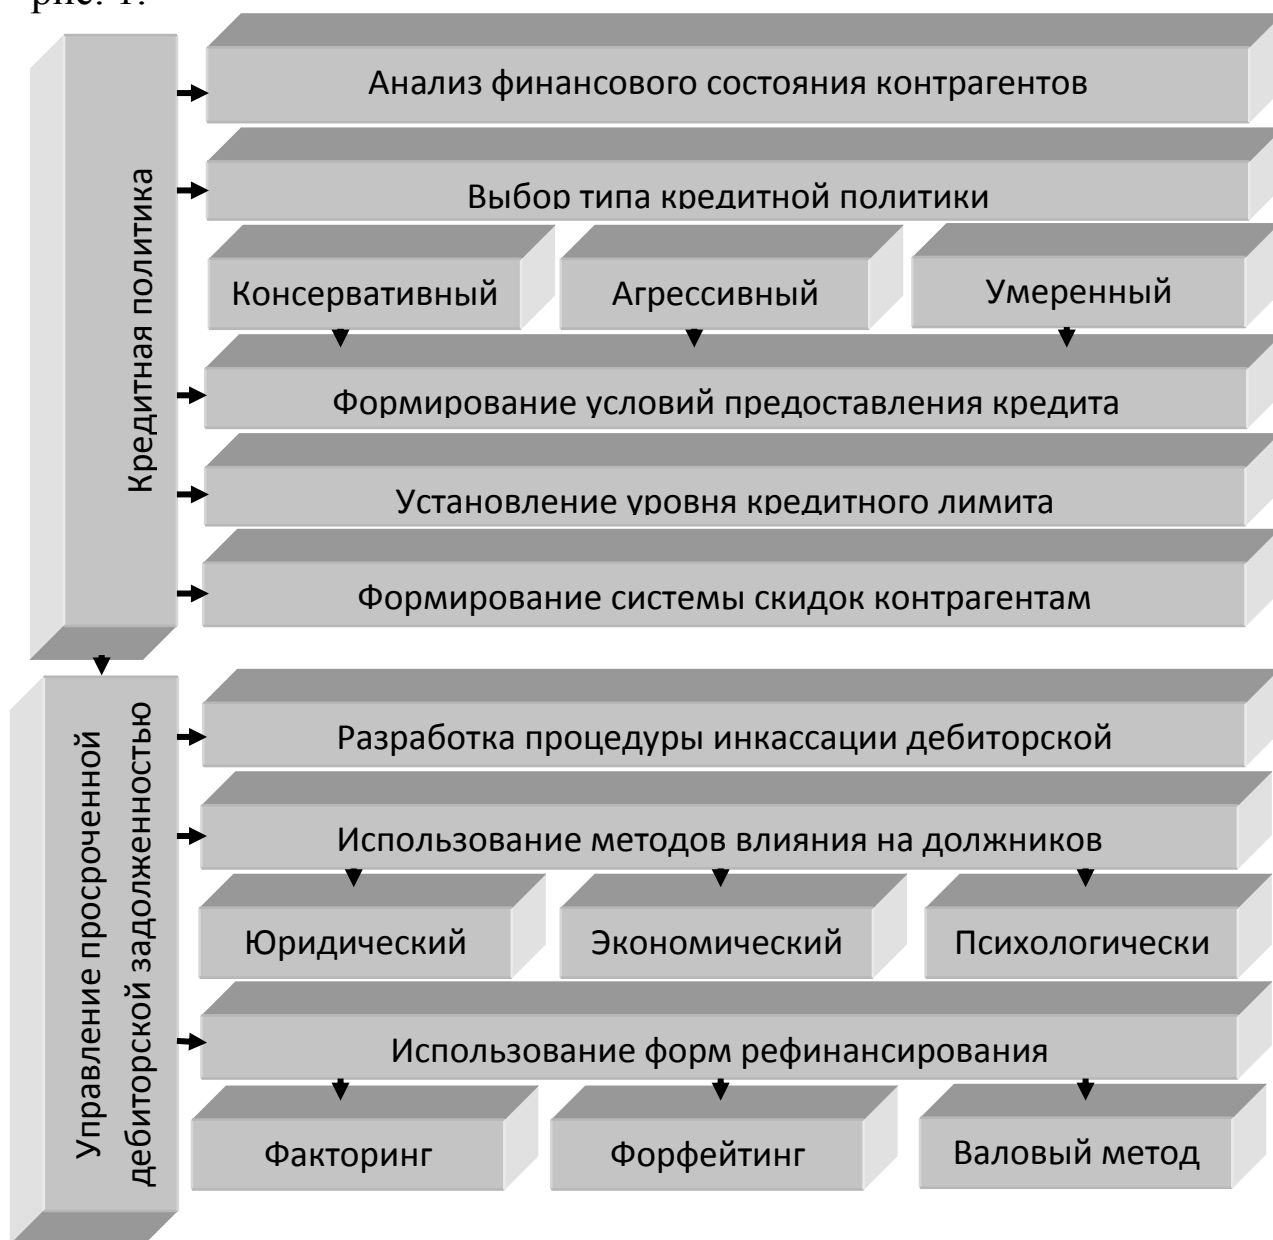 рис. 1.
Кредитная политика
Анализ финансового состояния контрагентов
Выбор типа кредитной политики
Консервативный
Агрессивный
Умеренный
Формирование условий предоставления кредита
Установление уровня кредитного лимита
Формирование системы скидок контрагентам
Управление просроченной
дебиторской задолженностью
Разработка процедуры инкассации дебиторской
Использование методов влияния на должников
Юридический
Экономический
Психологически
Использование форм рефинансирования
Факторинг
Форфейтинг
Валовый метод